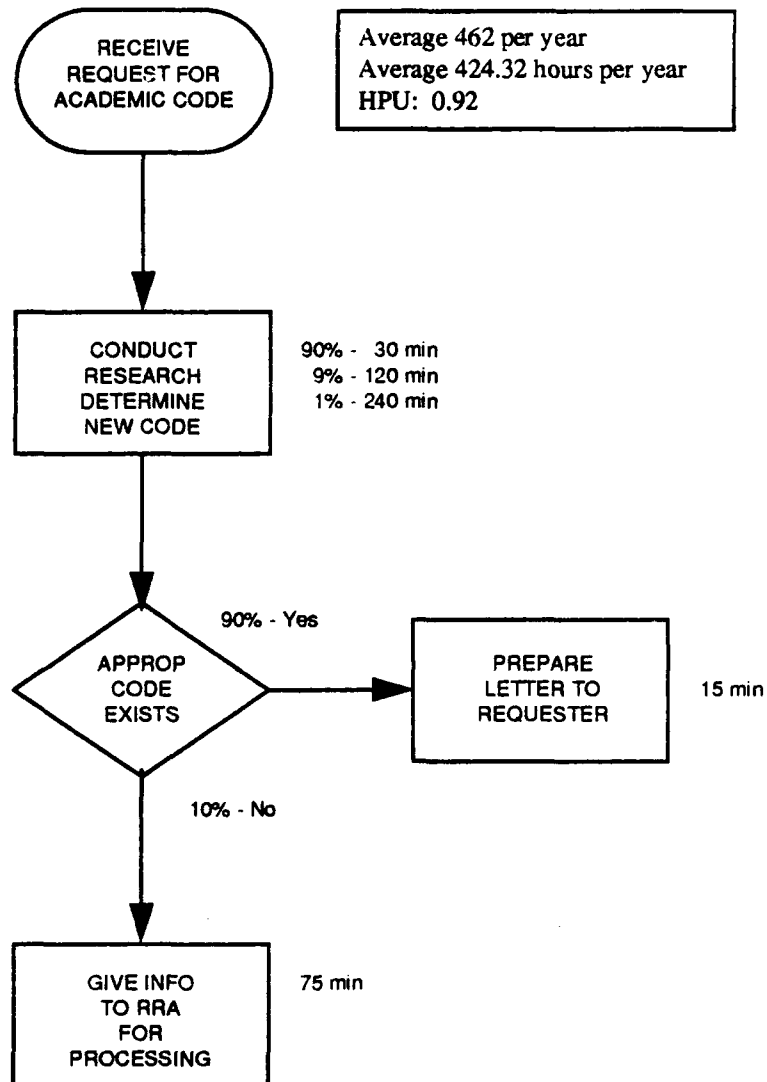 RECEIVE
REQUEST FOR
ACADEMIC CODE
Average 462 per year
Average 424.32 hours per year
HPU: 0.92
CONDUCT
RESEARCH
DETERMINE
NEW CODE
90% - 30 min
9% - 120 min
1% - 240 min
90% - Yes
APPROP
CODE
EXISTS
PREPARE
LETTER TO
REQUESTER
15 min
10% - No
GIVE INFO
TO RRA
FOR
PROCESSING
75 min